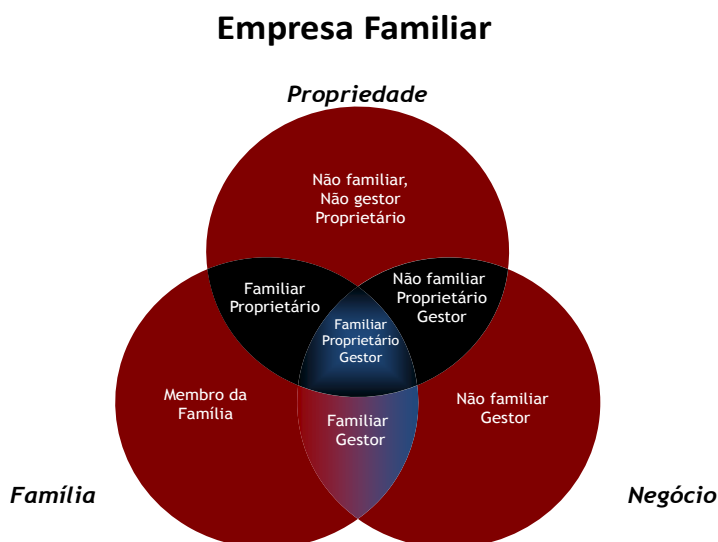 Empresa Familiar
Propriedade
Não familiar,
Não gestor
Proprietário
Familiar
Proprietário
Não familiar
Proprietário
Gestor
Familiar
Proprietário
Gestor
Membro da
Família
Familiar
Gestor
Não familiar
Gestor
Família
Negócio